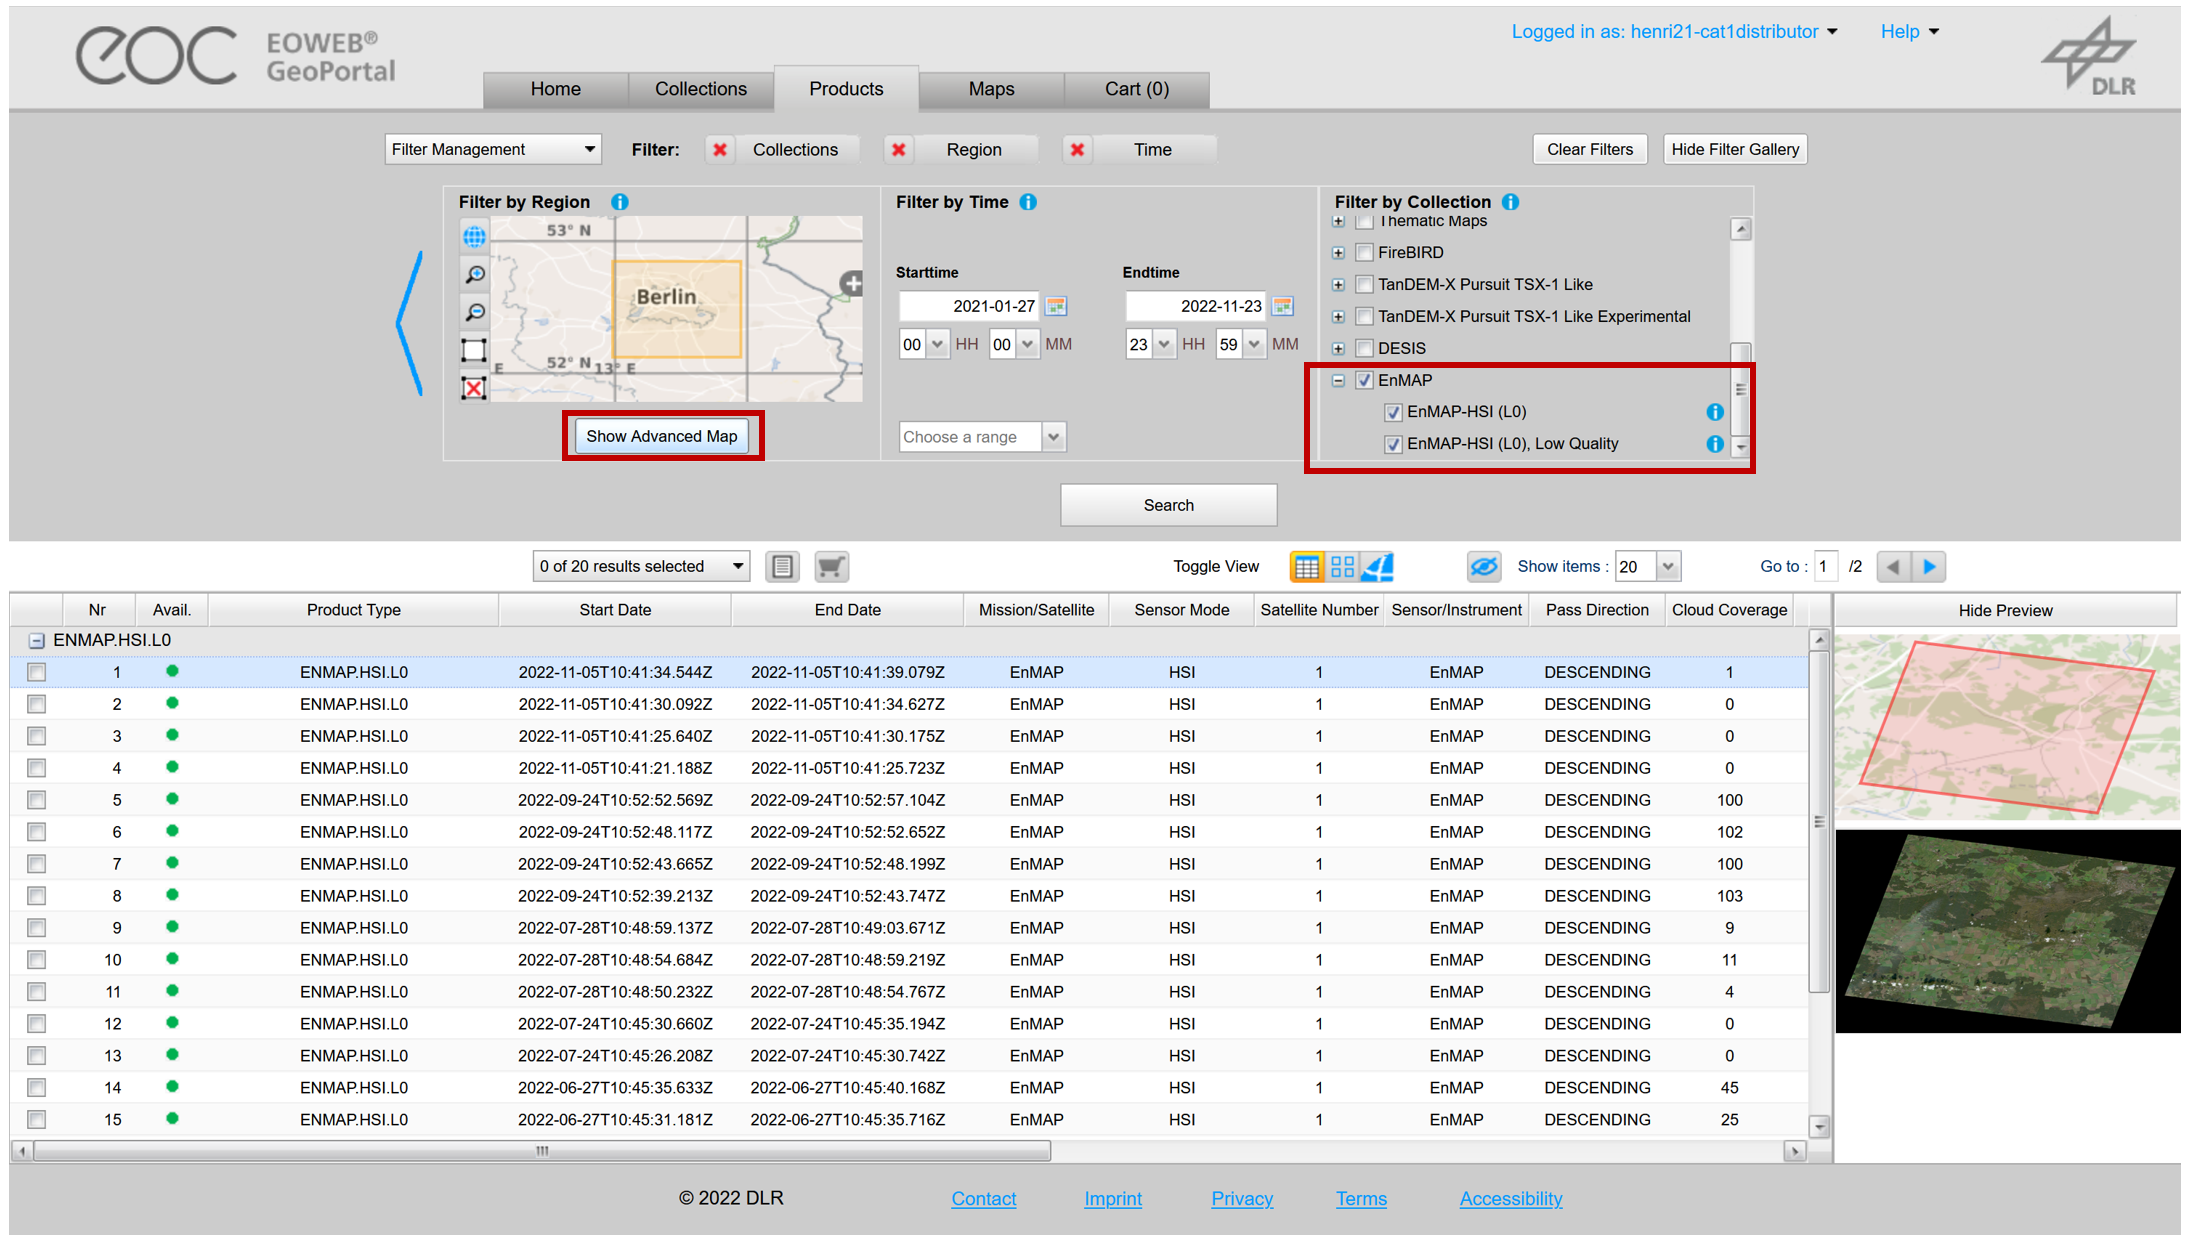 eoc EOWEB® GeoPortal
Logged in as: henri21-cat1distributor Help
DLR
Home Collections Products Maps Cart (0)
Filter Management Filter: Collections Region Time Clear Filters Hide Filter Gallery
Filter by Region
53° N
Berlin
52° N 13° E
E
Show Advanced Map
Filter by Time
Starttime Endtime
2021-01-27 2022-11-23
00 HH 00 MM 23 HH 59 MM
Choose a range
Filter by Collection
Thematic Maps
FireBIRD
TanDEM-X Pursuit TSX-1 Like
TanDEM-X Pursuit TSX-1 Like Experimental
DESIS
EnMAP
EnMAP-HSI (L0)
EnMAP-HSI (L0), Low Quality
Search
0 of 20 results selected Toggle View Show items : 20 Go to : 1 /2
Nr Avail. Product Type Start Date End Date Mission/Satellite Sensor Mode Satellite Number Sensor/Instrument Pass Direction Cloud Coverage Hide Preview
ENMAP.HSI.L0
1 ENMAP.HSI.L0 2022-11-05T10:41:34.544Z 2022-11-05T10:41:39.079Z EnMAP HSI 1 EnMAP DESCENDING 1
2 ENMAP.HSI.L0 2022-11-05T10:41:30.092Z 2022-11-05T10:41:34.627Z EnMAP HSI 1 EnMAP DESCENDING 0
3 ENMAP.HSI.L0 2022-11-05T10:41:25.640Z 2022-11-05T10:41:30.175Z EnMAP HSI 1 EnMAP DESCENDING 0
4 ENMAP.HSI.L0 2022-11-05T10:41:21.188Z 2022-11-05T10:41:25.723Z EnMAP HSI 1 EnMAP DESCENDING 0
5 ENMAP.HSI.L0 2022-09-24T10:52:52.569Z 2022-09-24T10:52:57.104Z EnMAP HSI 1 EnMAP DESCENDING 100
6 ENMAP.HSI.L0 2022-09-24T10:52:48.117Z 2022-09-24T10:52:52.652Z EnMAP HSI 1 EnMAP DESCENDING 102
7 ENMAP.HSI.L0 2022-09-24T10:52:43.665Z 2022-09-24T10:52:48.199Z EnMAP HSI 1 EnMAP DESCENDING 100
8 ENMAP.HSI.L0 2022-09-24T10:52:39.213Z 2022-09-24T10:52:43.747Z EnMAP HSI 1 EnMAP DESCENDING 103
9 ENMAP.HSI.L0 2022-07-28T10:48:59.137Z 2022-07-28T10:49:03.671Z EnMAP HSI 1 EnMAP DESCENDING 9
10 ENMAP.HSI.L0 2022-07-28T10:48:54.684Z 2022-07-28T10:48:59.219Z EnMAP HSI 1 EnMAP DESCENDING 11
11 ENMAP.HSI.L0 2022-07-28T10:48:50.232Z 2022-07-28T10:48:54.767Z EnMAP HSI 1 EnMAP DESCENDING 4
12 ENMAP.HSI.L0 2022-07-24T10:45:30.660Z 2022-07-24T10:45:35.194Z EnMAP HSI 1 EnMAP DESCENDING 0
13 ENMAP.HSI.L0 2022-07-24T10:45:26.208Z 2022-07-24T10:45:30.742Z EnMAP HSI 1 EnMAP DESCENDING 0
14 ENMAP.HSI.L0 2022-06-27T10:45:35.633Z 2022-06-27T10:45:40.168Z EnMAP HSI 1 EnMAP DESCENDING 45
15 ENMAP.HSI.L0 2022-06-27T10:45:31.181Z 2022-06-27T10:45:35.716Z EnMAP HSI 1 EnMAP DESCENDING 25
© 2022 DLR Contact Imprint Privacy Terms Accessibility